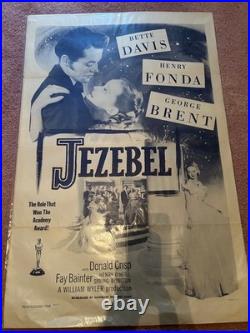 BETTE
DAVIS
HENRY
FONDA
GEORGE
BRENT
JEZEBEL
The Role That
Won The
Academy
Award!
and Donald Crisp
Fay Bainter
A WILLIAM WYLER production